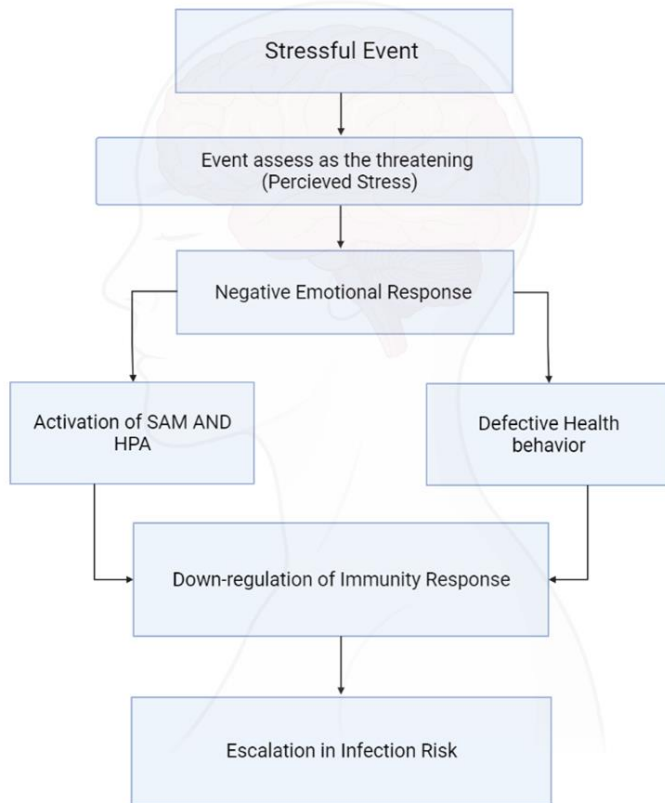 Stressful Event
Event assess as the threatening
(Percieved Stress)
Negative Emotional Response
Activation of SAM AND
HPA
Defective Health
behavior
Down-regulation of Immunity Response
Escalation in Infection Risk